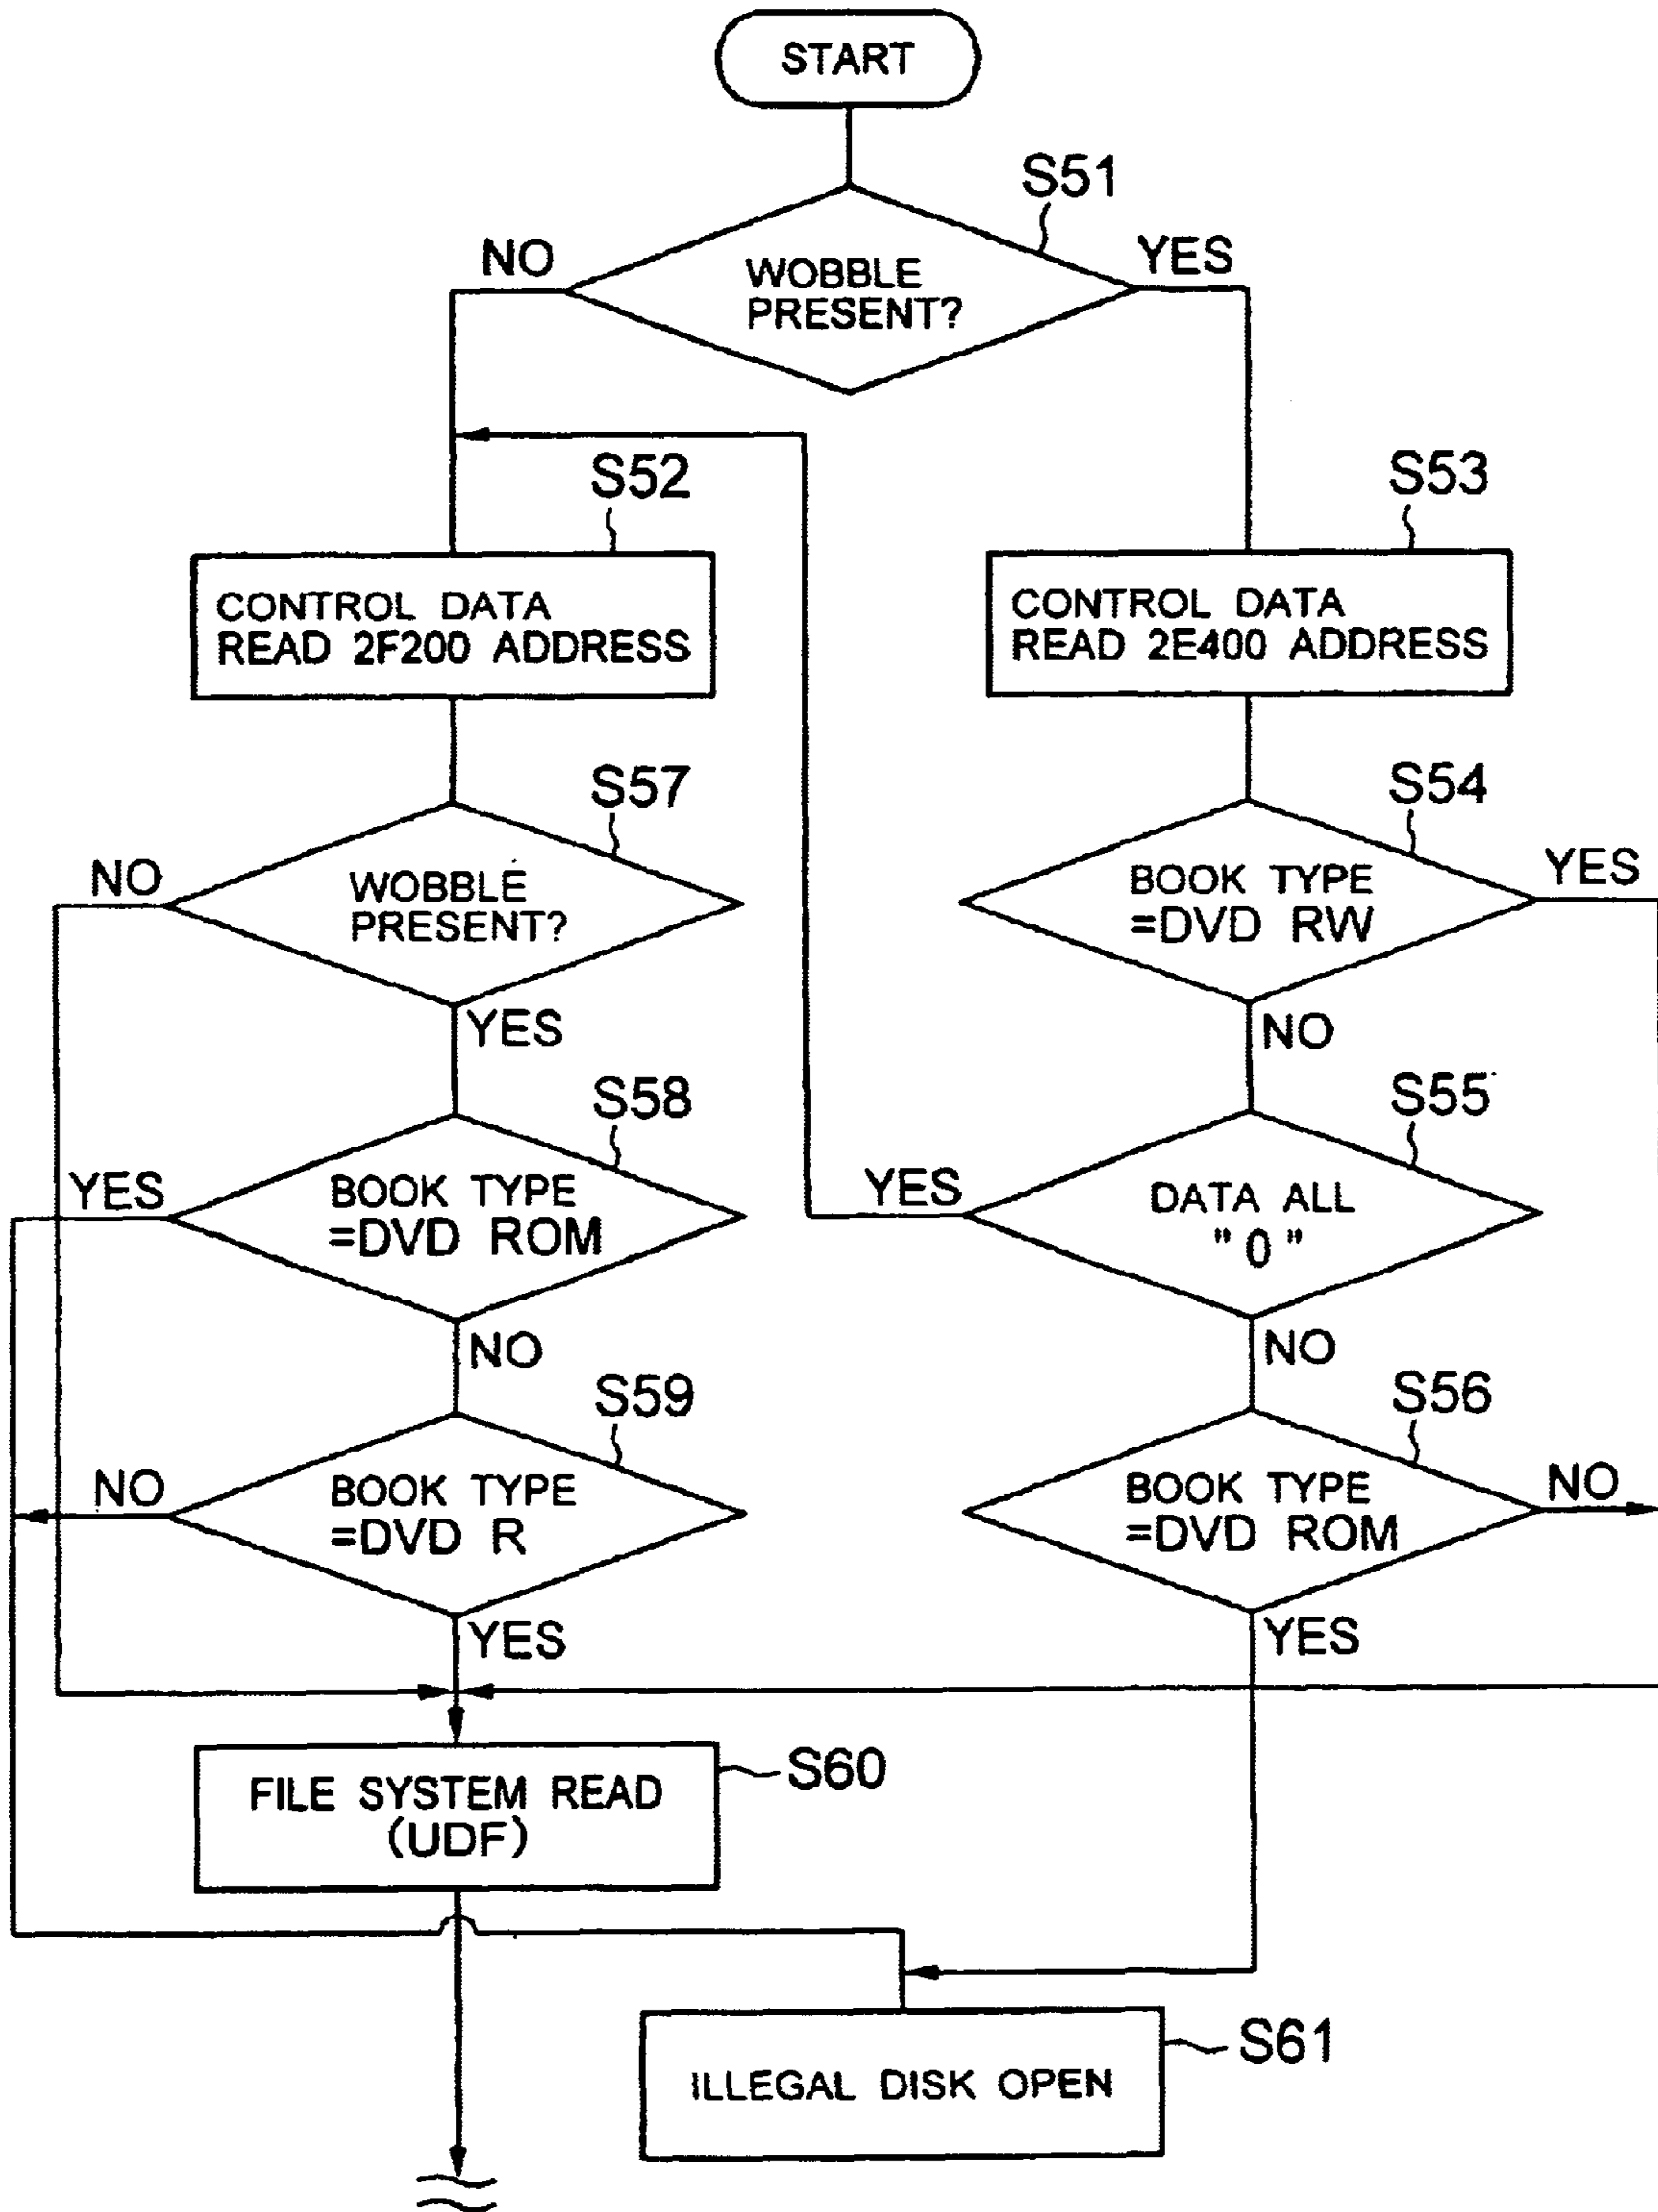 START
S51
NO
YES
WOBBLE
PRESENT?
S52
S53
CONTROL DATA
READ 2F200 ADDRESS
CONTROL DATA
READ 2E400 ADDRESS
S57
S54
NO
WOBBLE
PRESENT?
YES
BOOK TYPE
=DVD RW
YES
NO
S58
S55
YES
BOOK TYPE
=DVD ROM
NO
YES
DATA ALL
"0"
NO
S59
S56
NO
BOOK TYPE
=DVD R
YES
BOOK TYPE
=DVD ROM
NO
YES
FILE SYSTEM READ
(UDF)
S60
ILLEGAL DISK OPEN
S61